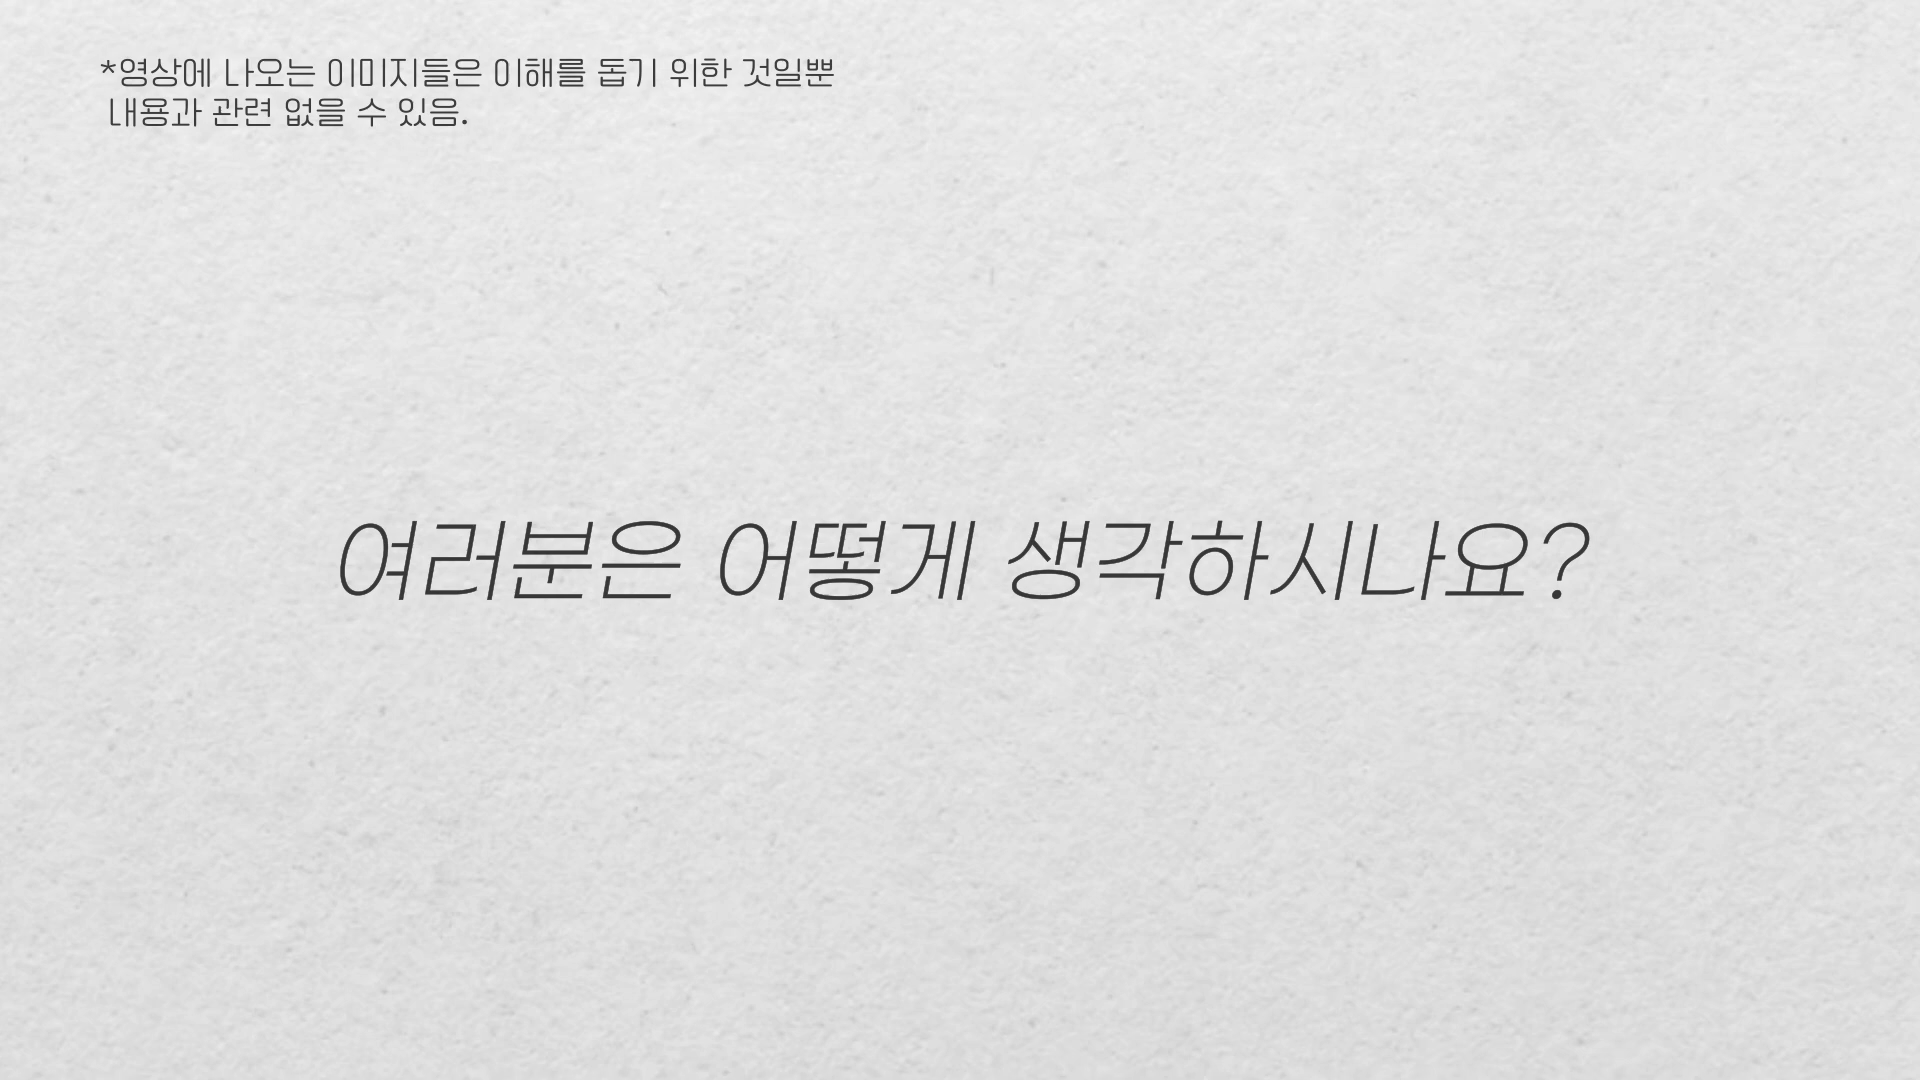 *영상에 나오는 이미지들은 이해를 돕기 위한 것일뿐
내용과 관련 없을 수 있음.
여러분은 어떻게 생각하시나요?